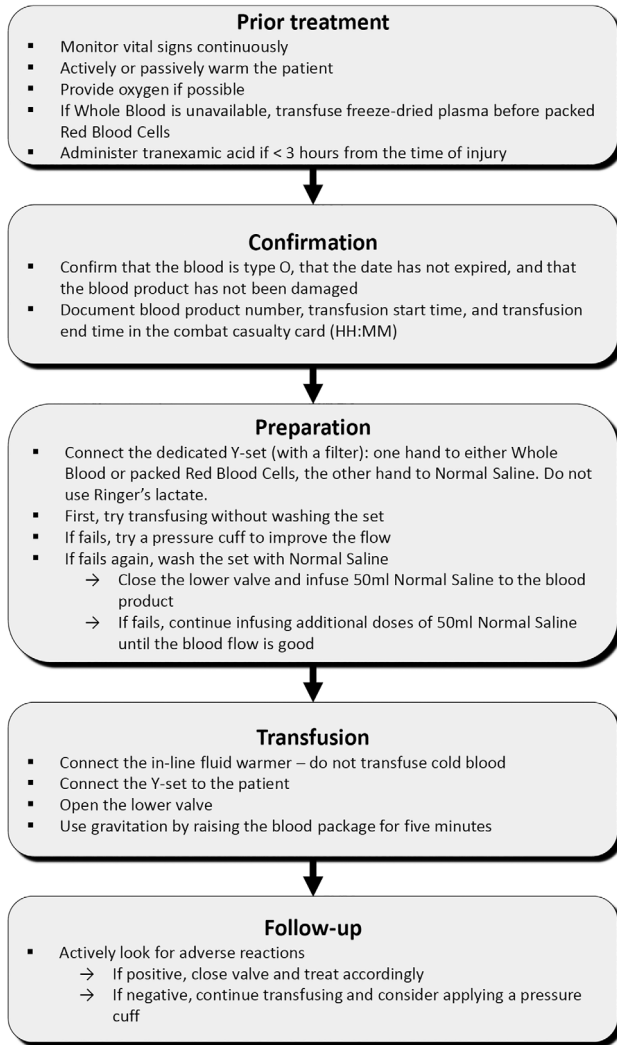 Prior treatment
▪ Monitor vital signs continuously
▪ Actively or passively warm the patient
▪ Provide oxygen if possible
▪ If Whole Blood is unavailable, transfuse freeze-dried plasma before packed
Red Blood Cells
▪ Administer tranexamic acid if < 3 hours from the time of injury
Confirmation
▪ Confirm that the blood is type O, that the date has not expired, and that
the blood product has not been damaged
▪ Document blood product number, transfusion start time, and transfusion
end time in the combat casualty card (HH:MM)
Preparation
▪ Connect the dedicated Y-set (with a filter): one hand to either Whole
Blood or packed Red Blood Cells, the other hand to Normal Saline. Do not
use Ringer's lactate.
▪ First, try transfusing without washing the set
▪ If fails, try a pressure cuff to improve the flow
▪ If fails again, wash the set with Normal Saline
→ Close the lower valve and infuse 50ml Normal Saline to the blood
product
→ If fails, continue infusing additional doses of 50ml Normal Saline
until the blood flow is good
Transfusion
▪ Connect the in-line fluid warmer – do not transfuse cold blood
▪ Connect the Y-set to the patient
▪ Open the lower valve
▪ Use gravitation by raising the blood package for five minutes
Follow-up
▪ Actively look for adverse reactions
→ If positive, close valve and treat accordingly
→ If negative, continue transfusing and consider applying a pressure
cuff